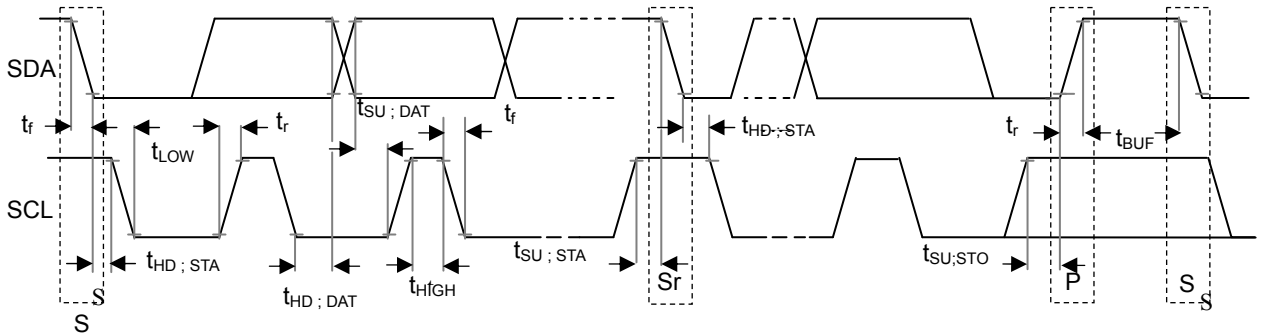 SDA
t_SU ; DAT
t_f
t_r
t_f
t_HD ; STA
t_r
t_LOW
t_BUF
SCL
t_HD ; STA
t_HD ; DAT
t_HIGH
t_SU ; STA
t_SU;STO
Sr
P
S
S
S
S